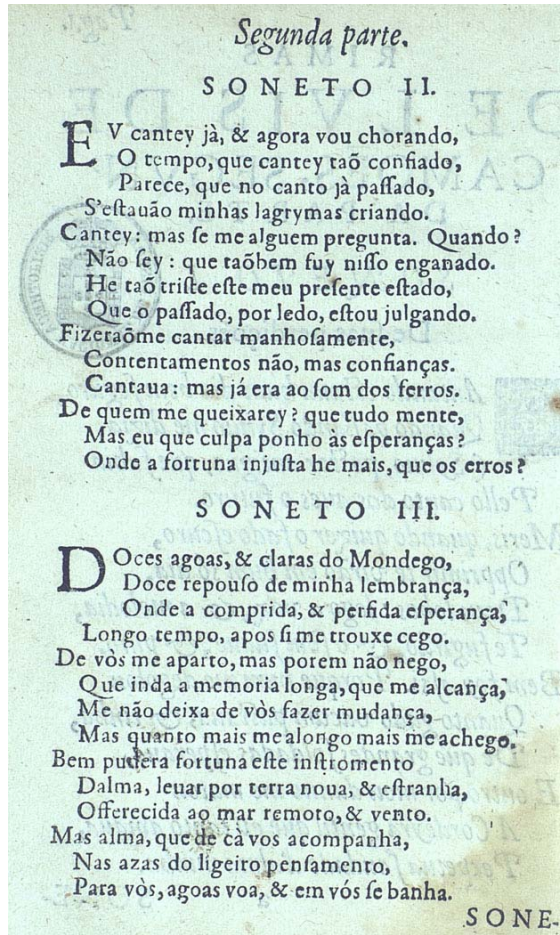 Segunda parte.
SONETO II.
EV cantey jà, & agora vou chorando,
O tempo, que cantey taõ confiado,
Parece, que no canto jà paſſado,
S'eſtauão minhas lagrymas criando.
Cantey: mas ſe me alguem pregunta. Quando?
Não ſey: que taõbem fuy niſſo enganado.
He taõ triſte eſte meu preſente eſtado,
Que o paſſado, por ledo, eſtou julgando.
Fizeraõme cantar manhoſamente,
Contentamentos não, mas confianças.
Cantaua: mas já era ao ſom dos ferros.
De quem me queixarey? que tudo mente,
Mas eu que culpa ponho às eſperanças?
Onde a fortuna injuſta he mais, que os erros?
SONETO III.
DOces agoas, & claras do Mondego,
Doce repouſo de minha lembrança,
Onde a comprida, & perfida eſperança,
Longo tempo, apos ſi me trouxe cego.
De vòs me aparto, mas porem não nego,
Que inda a memoria longa, que me alcança,
Me não deixa de vòs fazer mudança,
Mas quanto mais me alongo mais me achego.
Bem pudera fortuna eſte inſtromento
Dalma, leuar por terra noua, & eſtranha,
Offerecida ao mar remoto, & vento.
Mas alma, que de cà vos acompanha,
Nas azas do ligeiro penſamento,
Para vòs, agoas voa, & em vós ſe banha.
SONE-